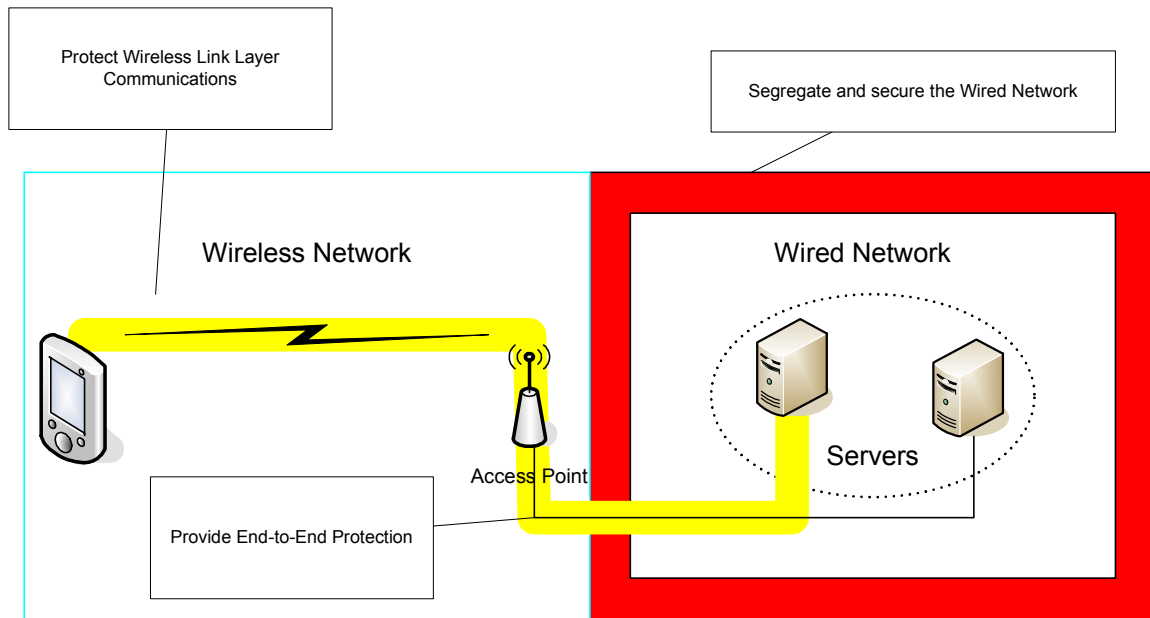 Protect Wireless Link Layer
Communications
Segregate and secure the Wired Network
Wireless Network
Wired Network
Servers
Access Point
Provide End-to-End Protection